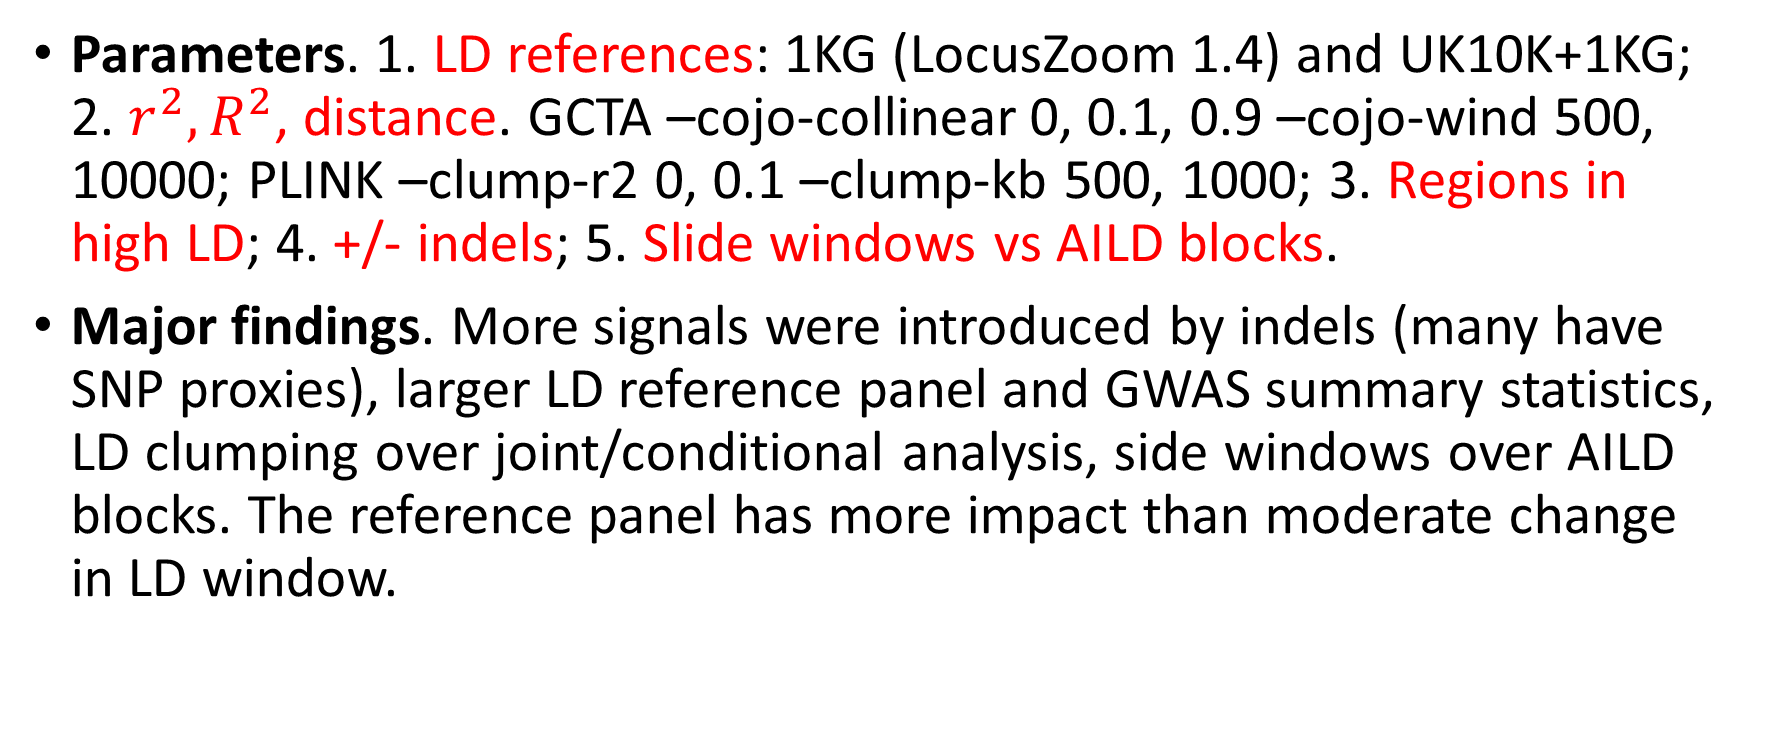 • Parameters. 1. LD references: 1KG (LocusZoom 1.4) and UK10K+1KG;
2. r², R², distance. GCTA –cojo-collinear 0, 0.1, 0.9 –cojo-wind 500,
10000; PLINK –clump-r2 0, 0.1 –clump-kb 500, 1000; 3. Regions in
high LD; 4. +/- indels; 5. Slide windows vs AILD blocks.
• Major findings. More signals were introduced by indels (many have
SNP proxies), larger LD reference panel and GWAS summary statistics,
LD clumping over joint/conditional analysis, side windows over AILD
blocks. The reference panel has more impact than moderate change
in LD window.